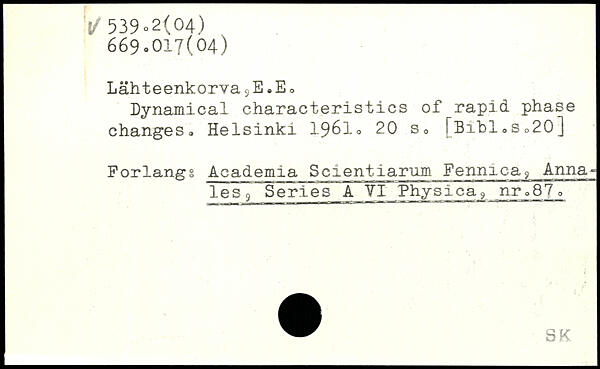 ✓ 539.2(04)
669.017(04)
Lähteenkorva,E.E.
Dynamical characteristics of rapid phase
changes. Helsinki 1961. 20 s. [Bibl.s.20]
Forlang: Academia Scientiarum Fennica, Anna-
les, Series A VI Physica, nr.87.
SK